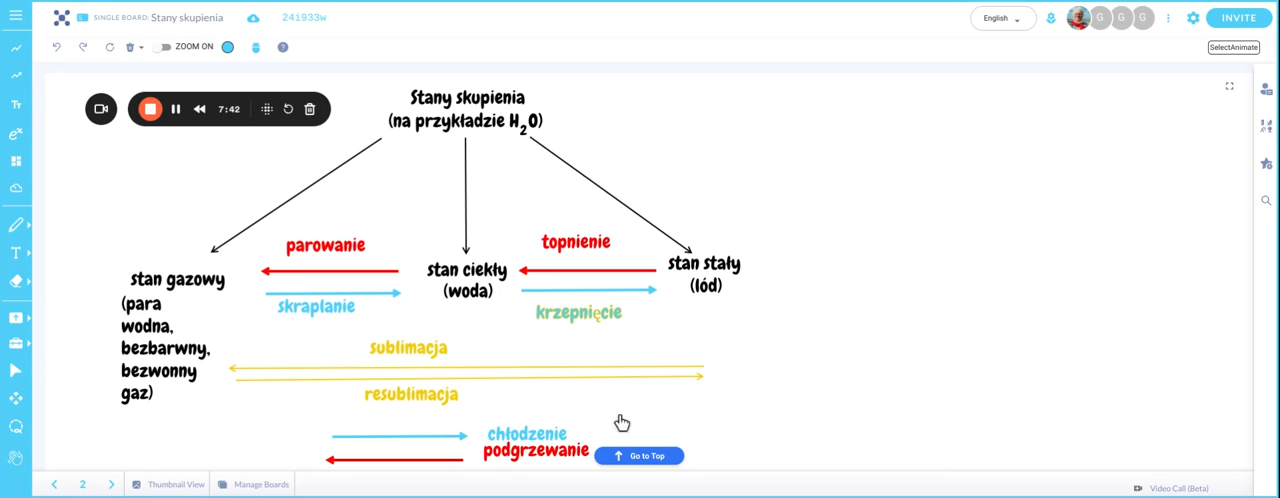 SINGLE BOARD: Stany skupienia
241933w
English
G
G
G
INVITE
ZOOM ON
SelectAnimate
7:42
Stany skupienia
(na przykładzie H2O)
parowanie
topnienie
stan gazowy
stan ciekły
stan stały
(woda)
(lód)
(para
wodna,
bezbarwny,
bezwonny
gaz)
skraplanie
krzepnięcie
sublimacja
resublimacja
chłodzenie
podgrzewanie
Go to Top
2
Thumbnail View
Manage Boards
Video Call (Beta)